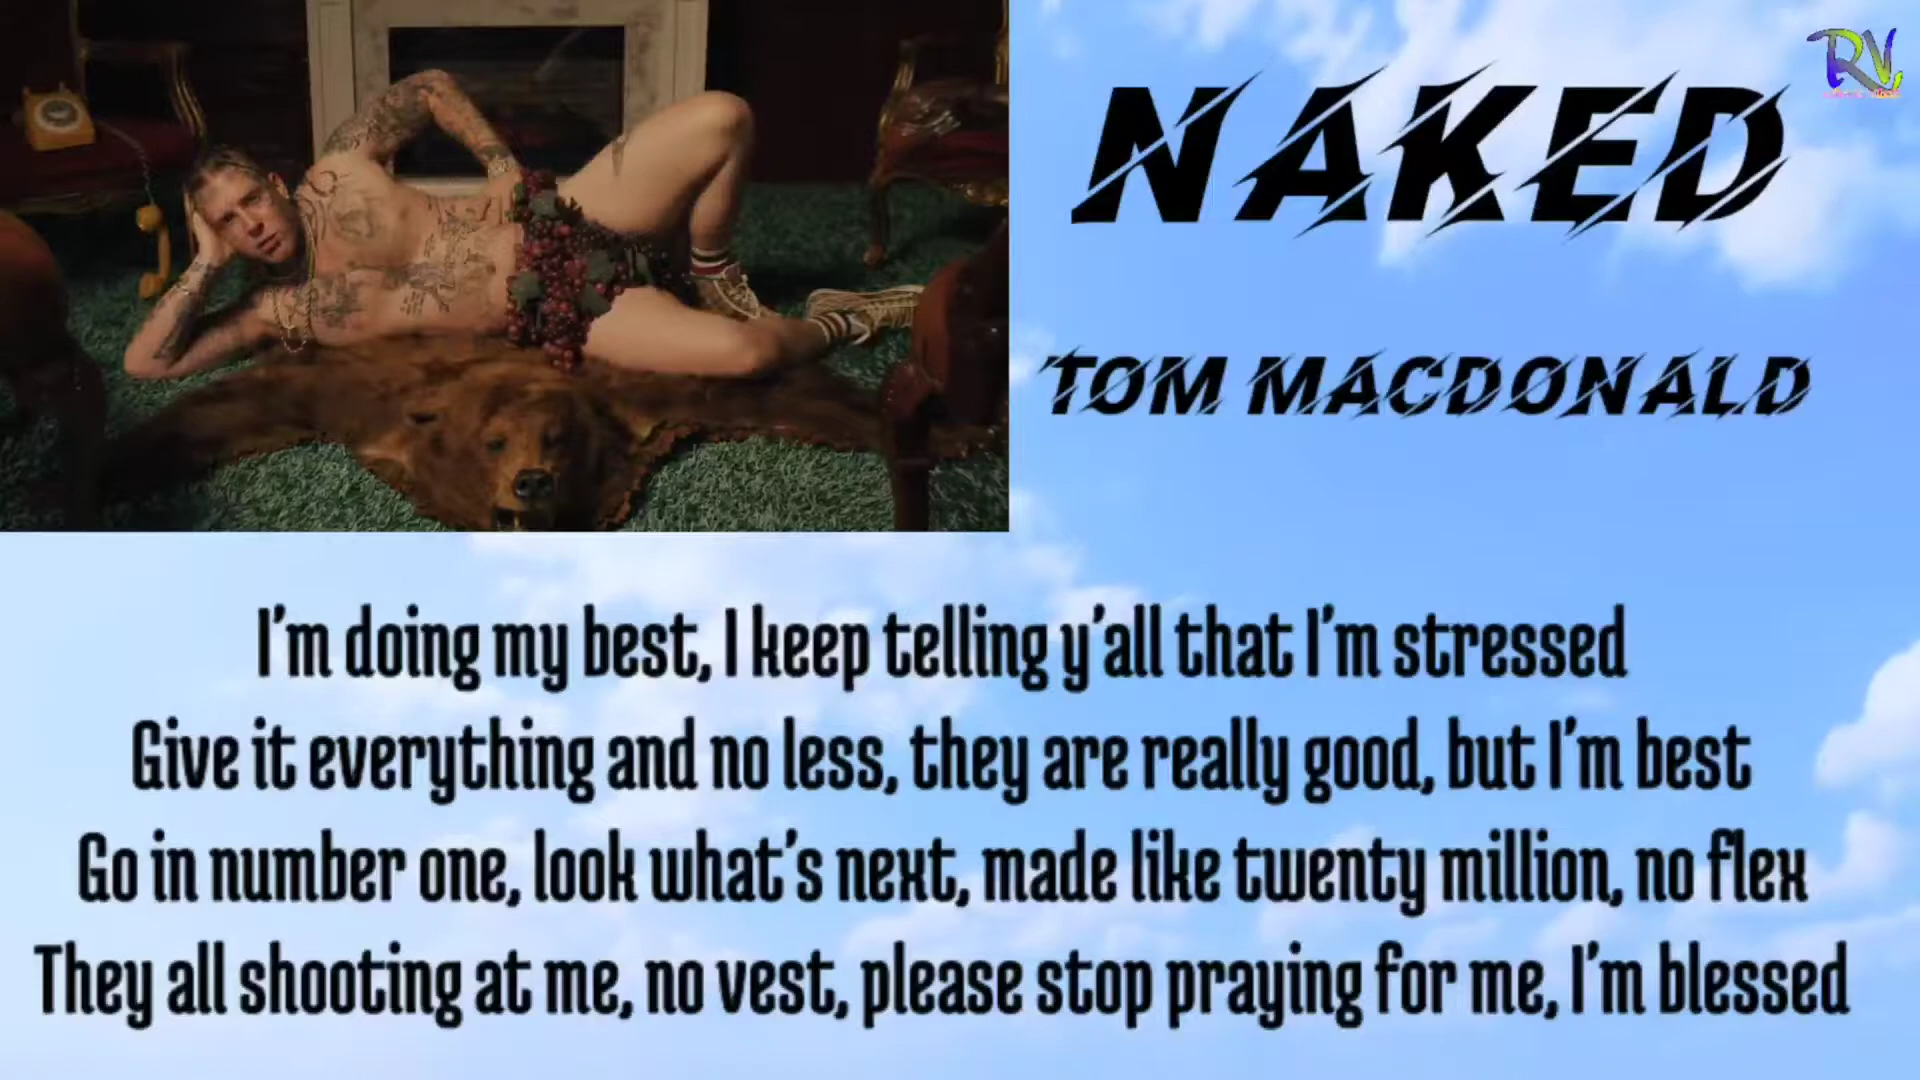 NAKED
RV
TOM MACDONALD
I'm doing my best, I keep telling y'all that I'm stressed
Give it everything and no less, they are really good, but I'm best
Go in number one, look what's next, made like twenty million, no flex
They all shooting at me, no vest, please stop praying for me, I'm blessed